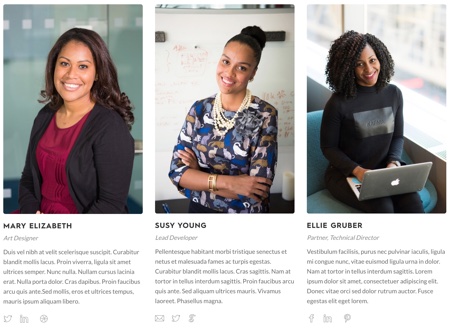 MARY ELIZABETH
Art Designer
Duis vel nibh at velit scelerisque suscipit. Curabitur
blandit mollis lacus. Proin viverra, ligula sit amet
ultrices semper. Nunc nulla. Nullam cursus lacinia
erat. Nulla porta dolor. Cras dapibus. Proin faucibus
arcu quis ante.Sed mollis, eros et ultrices tempus,
mauris ipsum aliquam libero.
SUSY YOUNG
Lead Developer
Pellentesque habitant morbi tristique senectus et
netus et malesuada fames ac turpis egestas.
Curabitur blandit mollis lacus. Cras sagittis. Nam at
tortor in tellus interdum sagittis. Proin faucibus
arcu quis ante. Sed aliquam ultrices mauris. Vivamus
laoreet. Phasellus magna.
ELLIE GRUBER
Partner, Technical Director
Vestibulum facilisis, purus nec pulvinar iaculis, ligula
mi congue nunc, vitae euismod ligula urna in dolor.
Nam at tortor in tellus interdum sagittis. Lorem
ipsum dolor sit amet, consectetuer adipiscing elit.
Donec vitae orci sed dolor rutrum auctor. Fusce
egestas elit eget lorem.